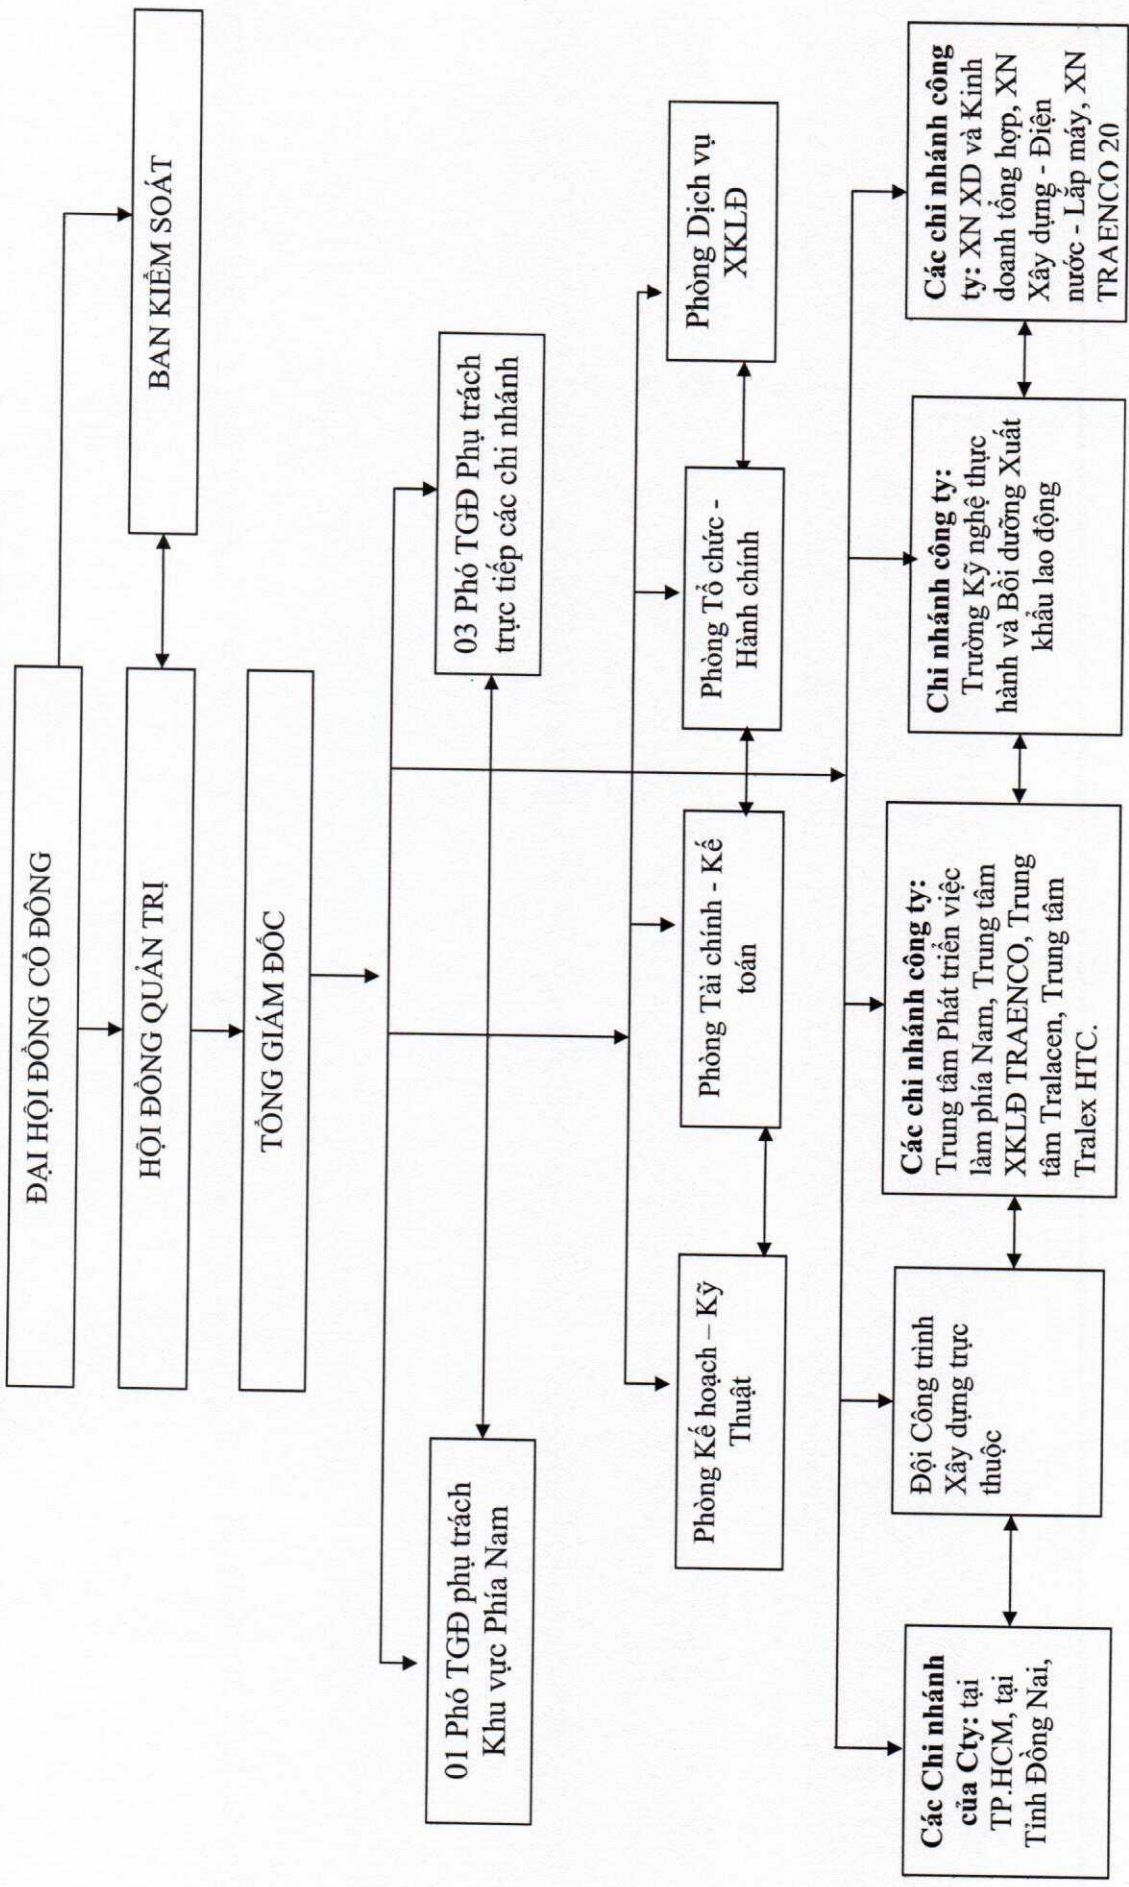 ĐẠI HỘI ĐỒNG CỔ ĐÔNG
HỘI ĐỒNG QUẢN TRỊ
BAN KIỂM SOÁT
TỔNG GIÁM ĐỐC
01 Phó TGĐ phụ trách
Khu vực Phía Nam
03 Phó TGĐ Phụ trách
trực tiếp các chi nhánh
Phòng Kế hoạch – Kỹ
Thuật
Phòng Tài chính - Kế
toán
Phòng Tổ chức -
Hành chính
Phòng Dịch vụ
XKLĐ
Các Chi nhánh
của Cty: tại
TP.HCM, tại
Tỉnh Đồng Nai,
Đội Công trình
Xây dựng trực
thuộc
Các chi nhánh công ty:
Trung tâm Phát triển việc
làm phía Nam, Trung tâm
XKLĐ TRAENCO, Trung
tâm Tralacen, Trung tâm
Tralex HTC.
Chi nhánh công ty:
Trường Kỹ nghệ thực
hành và Bồi dưỡng Xuất
khẩu lao động
Các chi nhánh công
ty: XN XD và Kinh
doanh tổng hợp, XN
Xây dựng - Điện
nước - Lắp máy, XN
TRAENCO 20